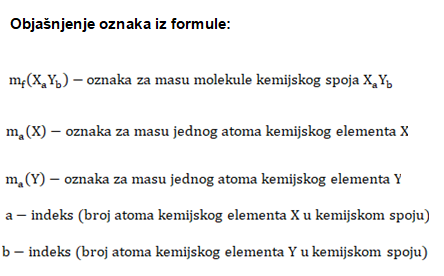 Objašnjenje oznaka iz formule:
m_f(X_aY_b) – oznaka za masu molekule kemijskog spoja X_aY_b
m_a(X) – oznaka za masu jednog atoma kemijskog elementa X
m_a(Y) – oznaka za masu jednog atoma kemijskog elementa Y
a – indeks (broj atoma kemijskog elementa X u kemijskom spoju)
b – indeks (broj atoma kemijskog elementa Y u kemijskom spoju)